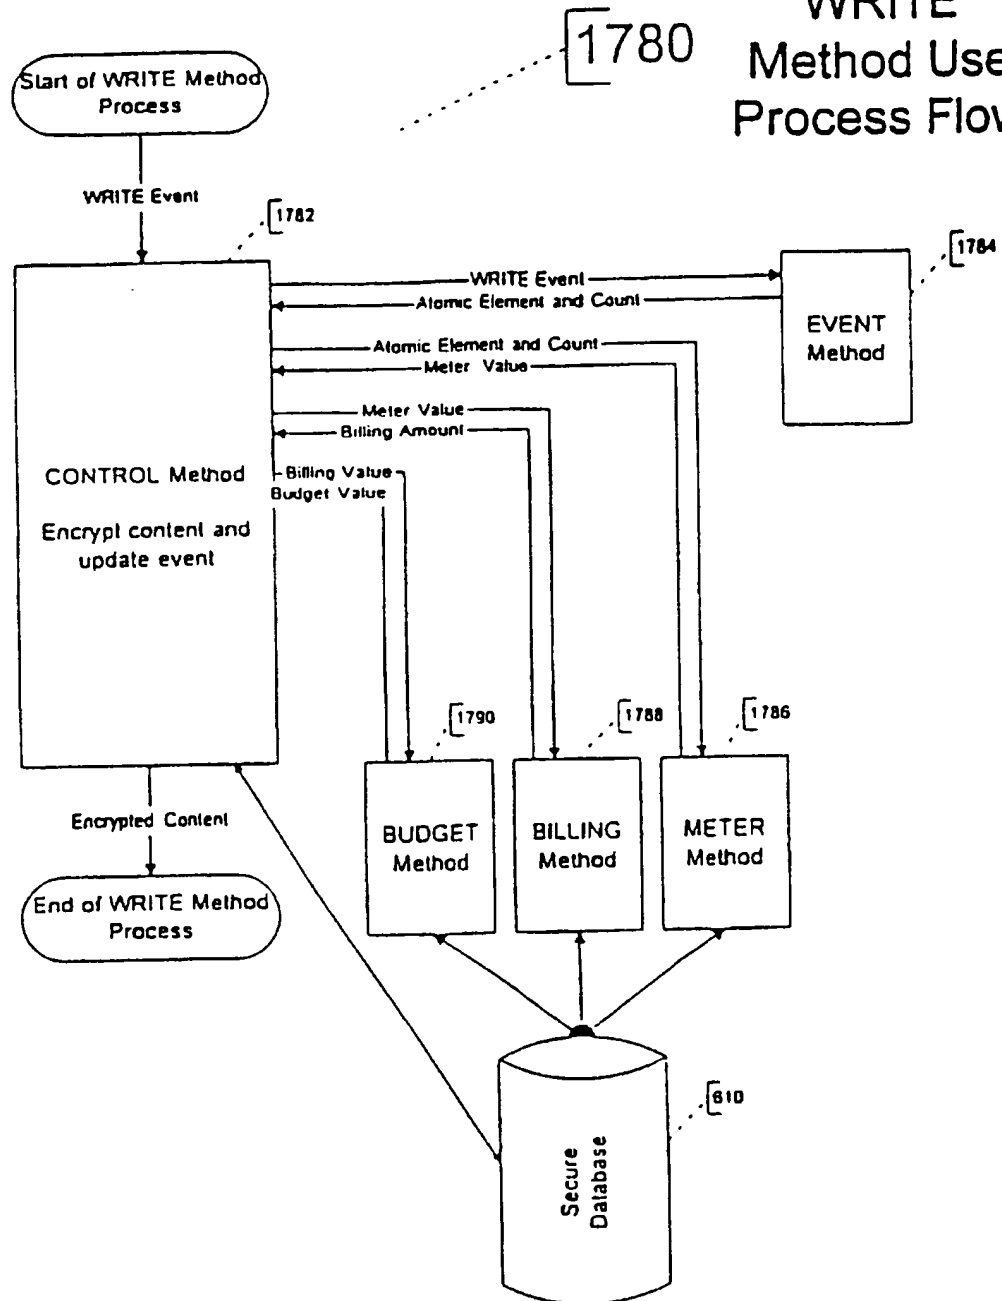 WRITE
1780
Method Use
Process Flow
Start of WRITE Method
Process
WRITE Event
1782
1784
WRITE Event
Atomic Element and Count
EVENT
Method
Atomic Element and Count
Meter Value
Meter Value
Billing Amount
CONTROL Method
Billing Value
Budget Value
Encrypt content and
update event
1790
1788
1786
Encrypted Content
BUDGET
Method
BILLING
Method
METER
Method
End of WRITE Method
Process
610
Secure
Database